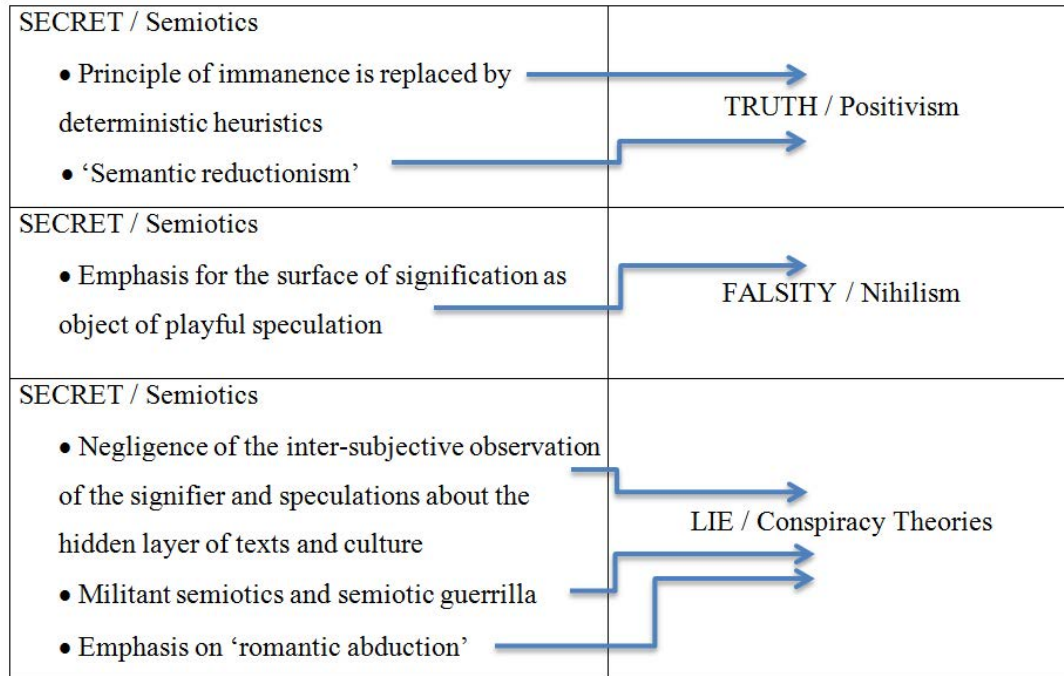 SECRET / Semiotics
• Principle of immanence is replaced by
deterministic heuristics
• ‘Semantic reductionism’
TRUTH / Positivism
SECRET / Semiotics
• Emphasis for the surface of signification as
object of playful speculation
FALSITY / Nihilism
SECRET / Semiotics
• Negligence of the inter-subjective observation
of the signifier and speculations about the
hidden layer of texts and culture
• Militant semiotics and semiotic guerrilla
• Emphasis on ‘romantic abduction’
LIE / Conspiracy Theories